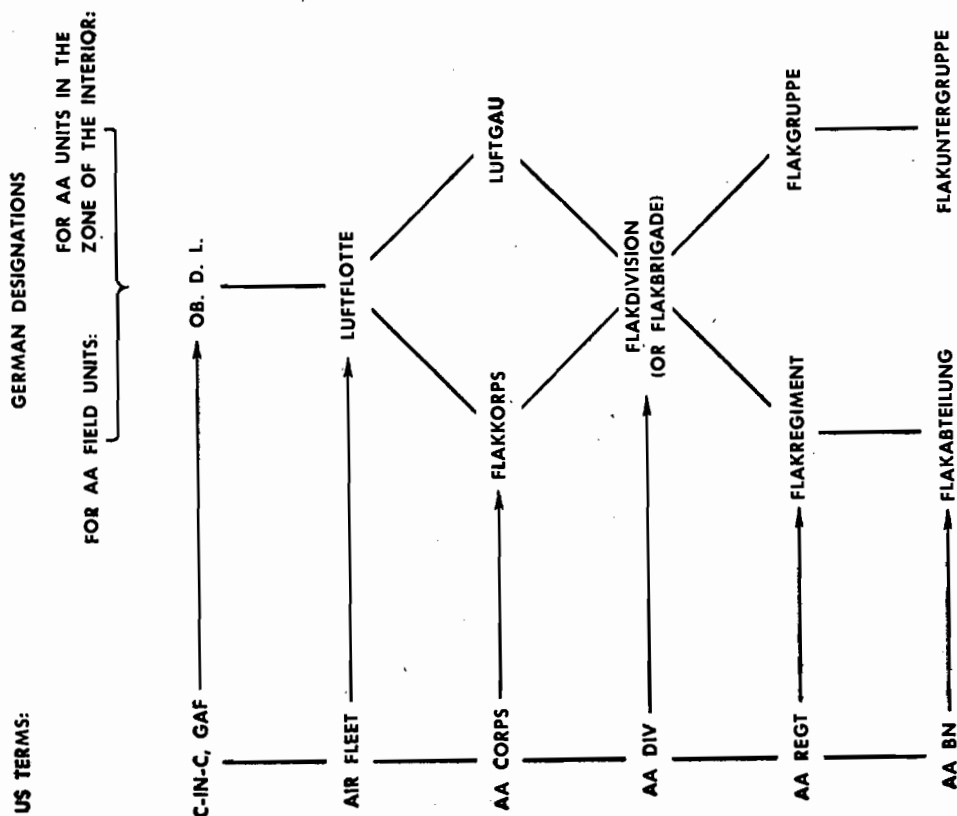 US TERMS:
GERMAN DESIGNATIONS
FOR AA FIELD UNITS:
FOR AA UNITS IN THE
ZONE OF THE INTERIOR:
C-IN-C, GAF
OB. D. L.
AIR FLEET
LUFTFLOTTE
AA CORPS
FLAKKORPS
LUFTGAU
AA DIV
FLAKDIVISION
(OR FLAKBRIGADE)
AA REGT
FLAKREGIMENT
FLAKGRUPPE
AA BN
FLAKABTEILUNG
FLAKUNTERGRUPPE